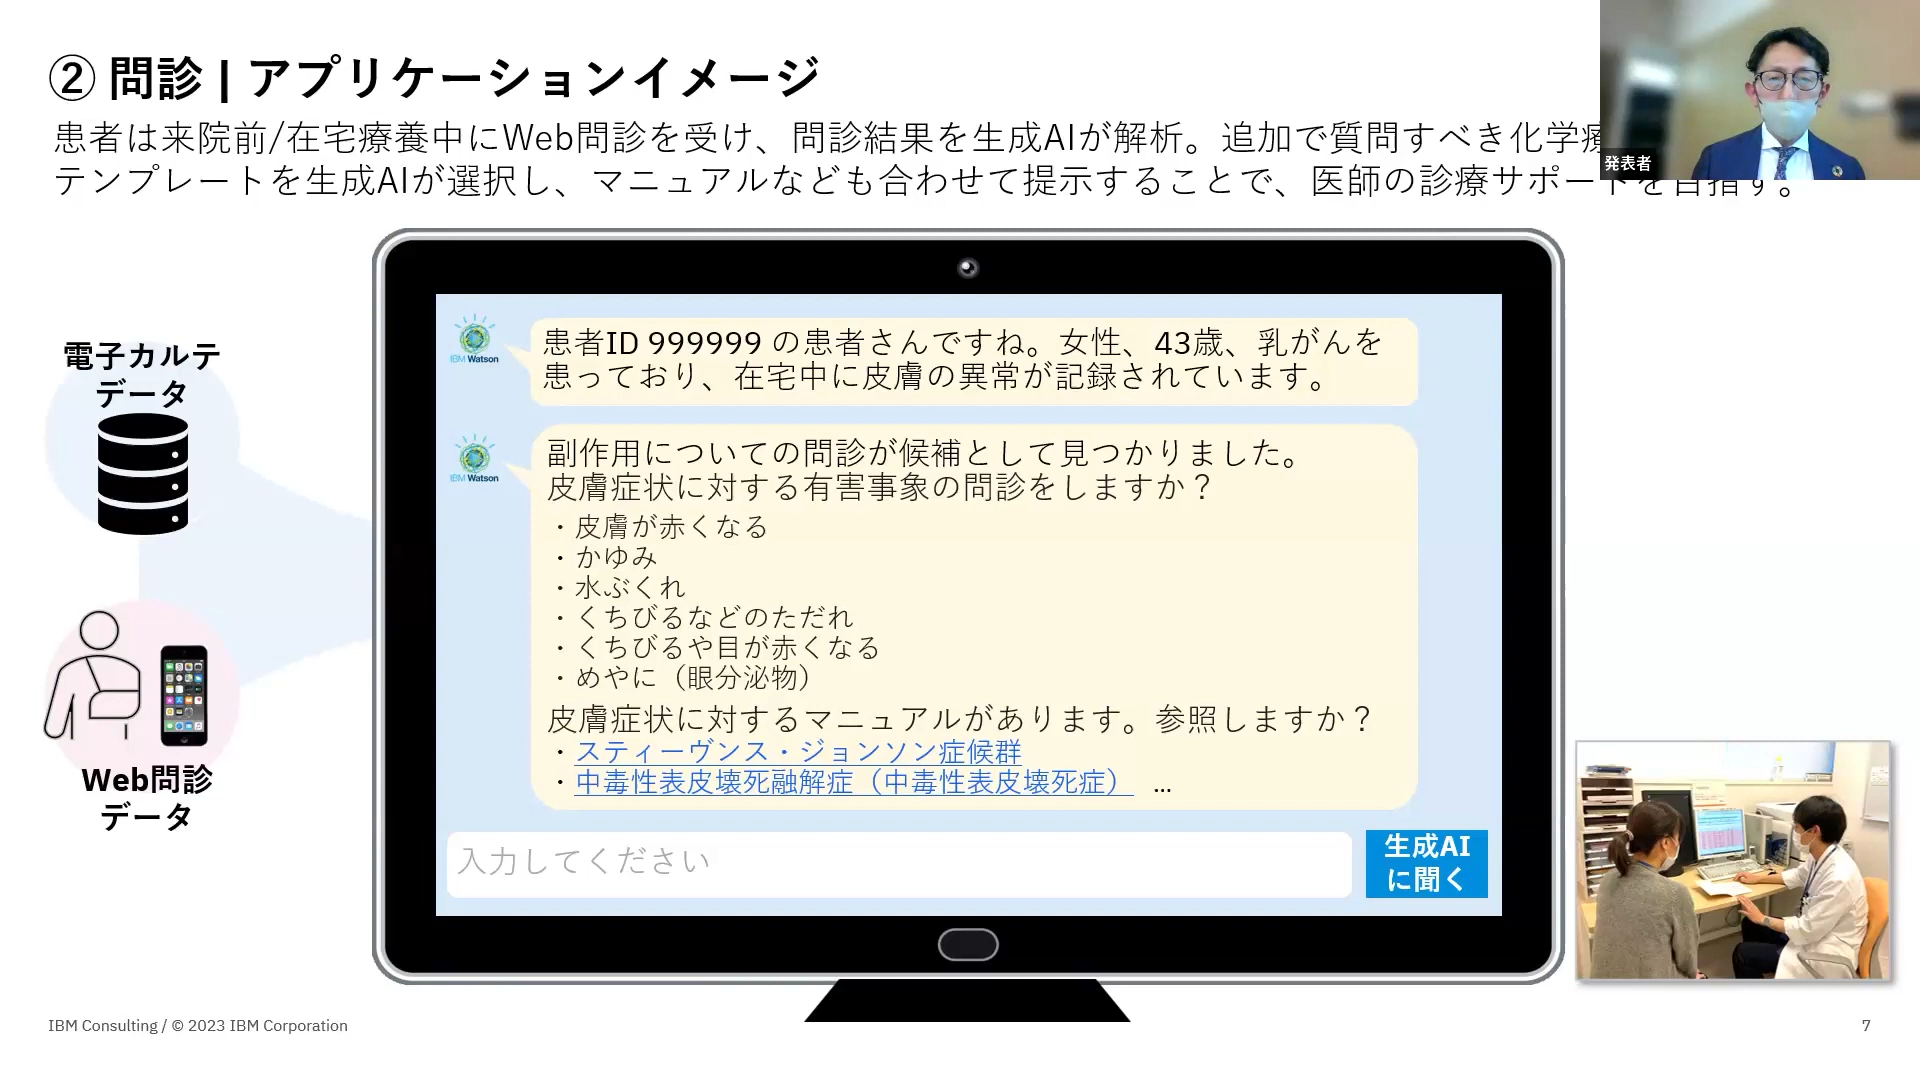 ② 問診 | アプリケーションイメージ
患者は来院前/在宅療養中にWeb問診を受け、問診結果を生成AIが解析。追加で質問すべき化学
テンプレートを生成AIが選択し、マニュアルなども合わせて提示することで、医師の診療サポートを目指す。
発表者
電子カルテ
データ
Web問診
データ
IBM Watson
患者ID 999999 の患者さんですね。女性、43歳、乳がんを
患っており、在宅中に皮膚の異常が記録されています。
IBM Watson
副作用についての問診が候補として見つかりました。
皮膚症状に対する有害事象の問診をしますか？
・皮膚が赤くなる
・かゆみ
・水ぶくれ
・くちびるなどのただれ
・くちびるや目が赤くなる
・めやに（眼分泌物）
皮膚症状に対するマニュアルがあります。参照しますか？
・スティーヴンス・ジョンソン症候群
・中毒性表皮壊死融解症（中毒性表皮壊死症） ...
入力してください
生成AI
に聞く
IBM Consulting / © 2023 IBM Corporation
7